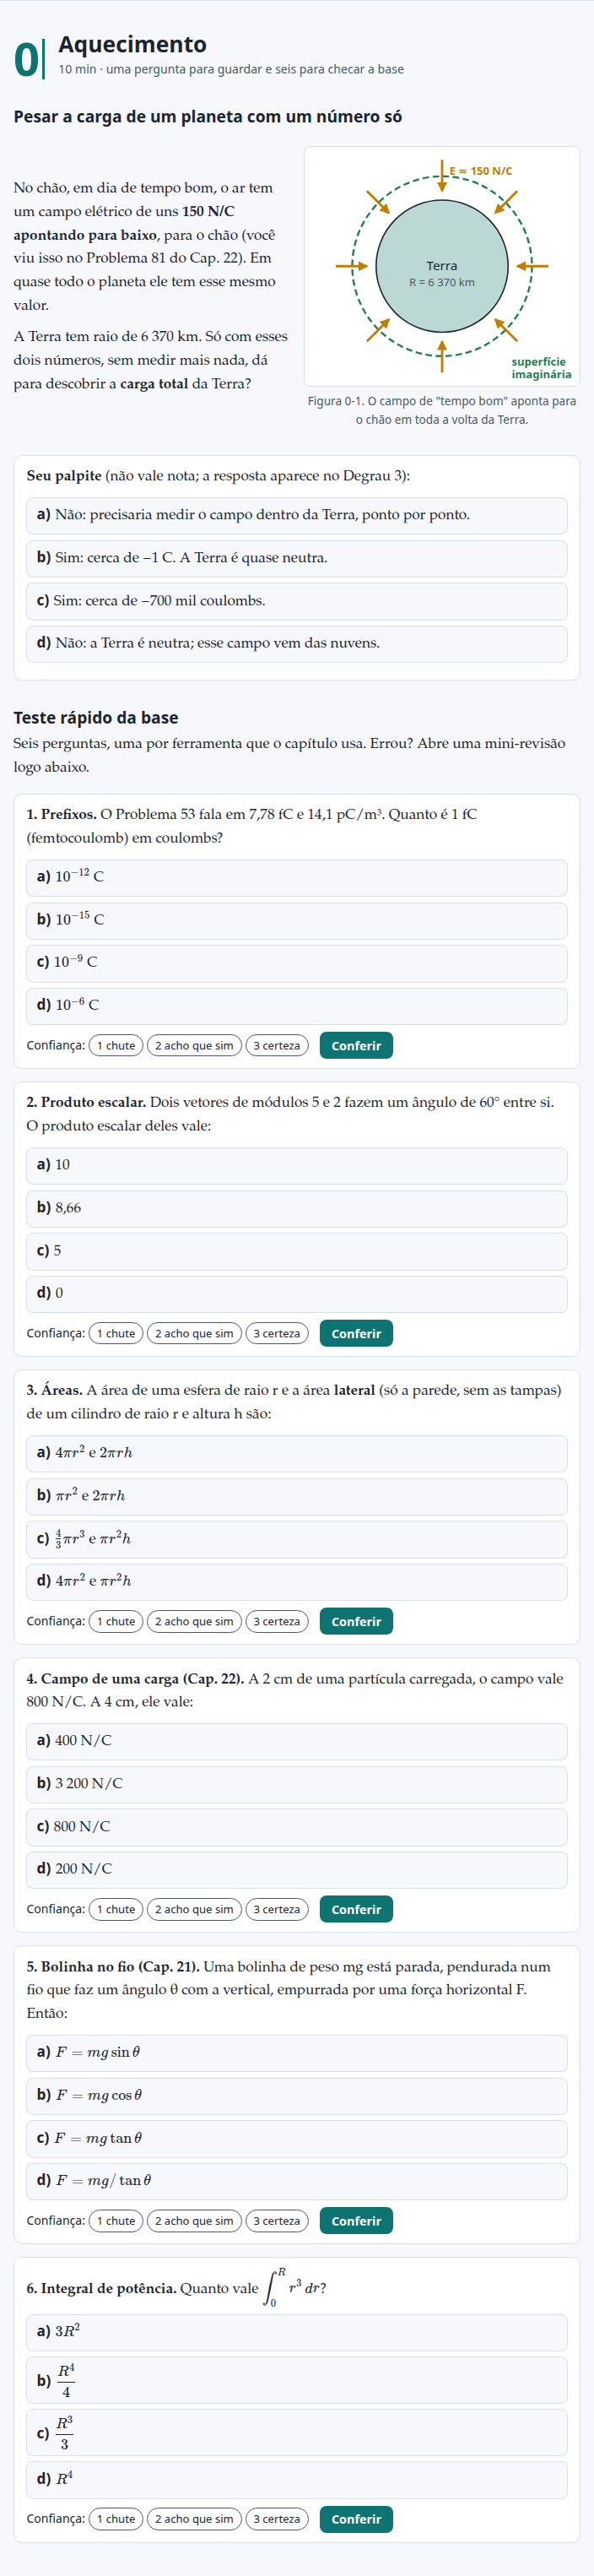 0
Aquecimento
10 min · uma pergunta para guardar e seis para checar a base
Pesar a carga de um planeta com um número só
No chão, em dia de tempo bom, o ar tem
um campo elétrico de uns 150 N/C
apontando para baixo, para o chão (você
viu isso no Problema 81 do Cap. 22). Em
quase todo o planeta ele tem esse mesmo
valor.
A Terra tem raio de 6 370 km. Só com esses
dois números, sem medir mais nada, dá
para descobrir a carga total da Terra?
E ≈ 150 N/C
Terra
R = 6 370 km
superfície
imaginária
Figura 0-1. O campo de "tempo bom" aponta para
o chão em toda a volta da Terra.
Seu palpite (não vale nota; a resposta aparece no Degrau 3):
a) Não: precisaria medir o campo dentro da Terra, ponto por ponto.
b) Sim: cerca de −1 C. A Terra é quase neutra.
c) Sim: cerca de −700 mil coulombs.
d) Não: a Terra é neutra; esse campo vem das nuvens.
Teste rápido da base
Seis perguntas, uma por ferramenta que o capítulo usa. Errou? Abre uma mini-revisão
logo abaixo.
1. Prefixos. O Problema 53 fala em 7,78 fC e 14,1 pC/m³. Quanto é 1 fC
(femtocoulomb) em coulombs?
a) 10⁻¹² C
b) 10⁻¹⁵ C
c) 10⁻⁹ C
d) 10⁻⁶ C
Confiança: 1 chute 2 acho que sim 3 certeza Conferir
2. Produto escalar. Dois vetores de módulos 5 e 2 fazem um ângulo de 60° entre si.
O produto escalar deles vale:
a) 10
b) 8,66
c) 5
d) 0
Confiança: 1 chute 2 acho que sim 3 certeza Conferir
3. Áreas. A área de uma esfera de raio r e a área lateral (só a parede, sem as tampas)
de um cilindro de raio r e altura h são:
a) 4πr² e 2πrh
b) πr² e 2πrh
c) 4/3 πr³ e πr²h
d) 4πr² e πr²h
Confiança: 1 chute 2 acho que sim 3 certeza Conferir
4. Campo de uma carga (Cap. 22). A 2 cm de uma partícula carregada, o campo vale
800 N/C. A 4 cm, ele vale:
a) 400 N/C
b) 3 200 N/C
c) 800 N/C
d) 200 N/C
Confiança: 1 chute 2 acho que sim 3 certeza Conferir
5. Bolinha no fio (Cap. 21). Uma bolinha de peso mg está parada, pendurada num
fio que faz um ângulo θ com a vertical, empurrada por uma força horizontal F.
Então:
a) F = mg sin θ
b) F = mg cos θ
c) F = mg tan θ
d) F = mg/ tan θ
Confiança: 1 chute 2 acho que sim 3 certeza Conferir
6. Integral de potência. Quanto vale ∫₀ᴿ r³ dr?
a) 3R²
b) R⁴/4
c) R³/3
d) R⁴
Confiança: 1 chute 2 acho que sim 3 certeza Conferir